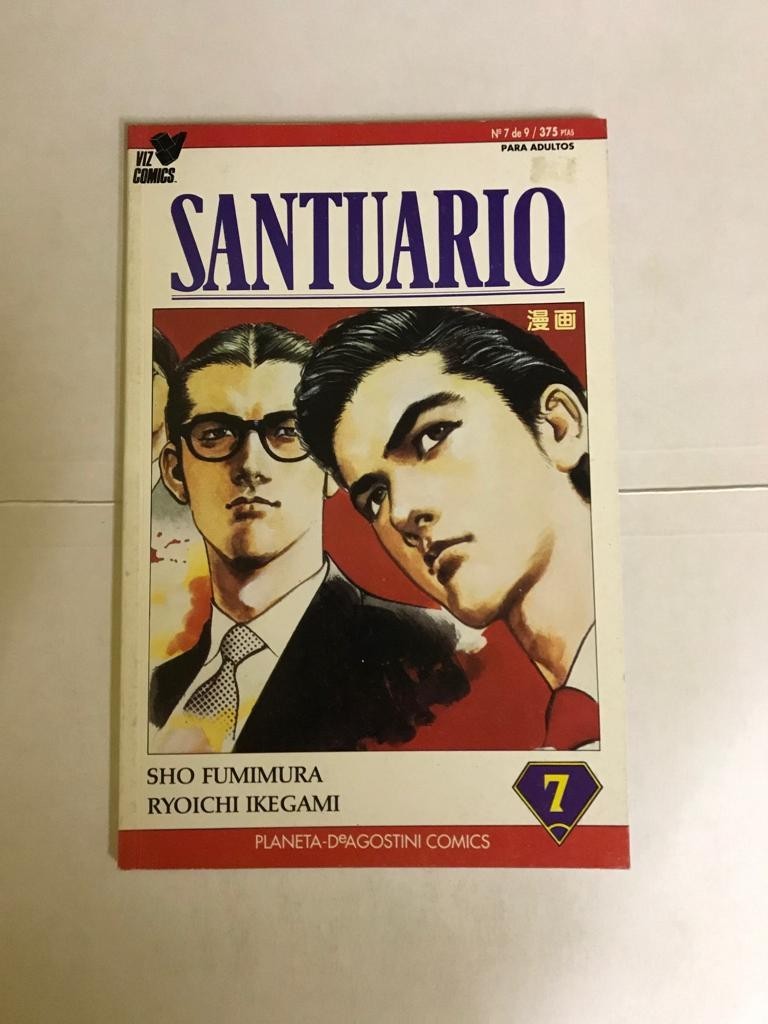 VIZ
COMICS™
Nº 7 de 9 / 375 PTAS
PARA ADULTOS
SANTUARIO
漫画
SHO FUMIMURA
RYOICHI IKEGAMI
7
PLANETA-DeAGOSTINI COMICS